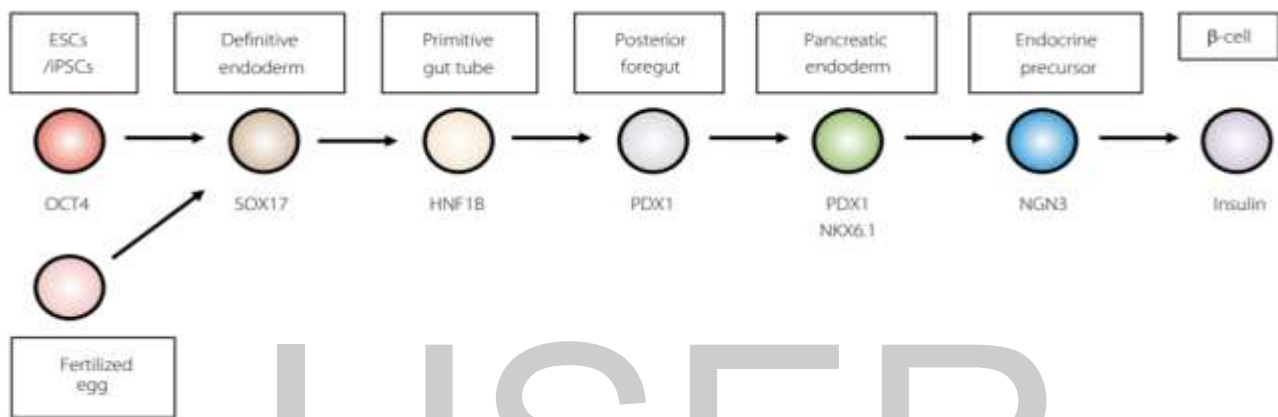 ESCs
/iPSCs
Definitive
endoderm
Primitive
gut tube
Posterior
foregut
Pancreatic
endoderm
Endocrine
precursor
β-cell
OCT4
SOX17
HNF1B
PDX1
PDX1
NKX6.1
NGN3
Insulin
Fertilized
egg